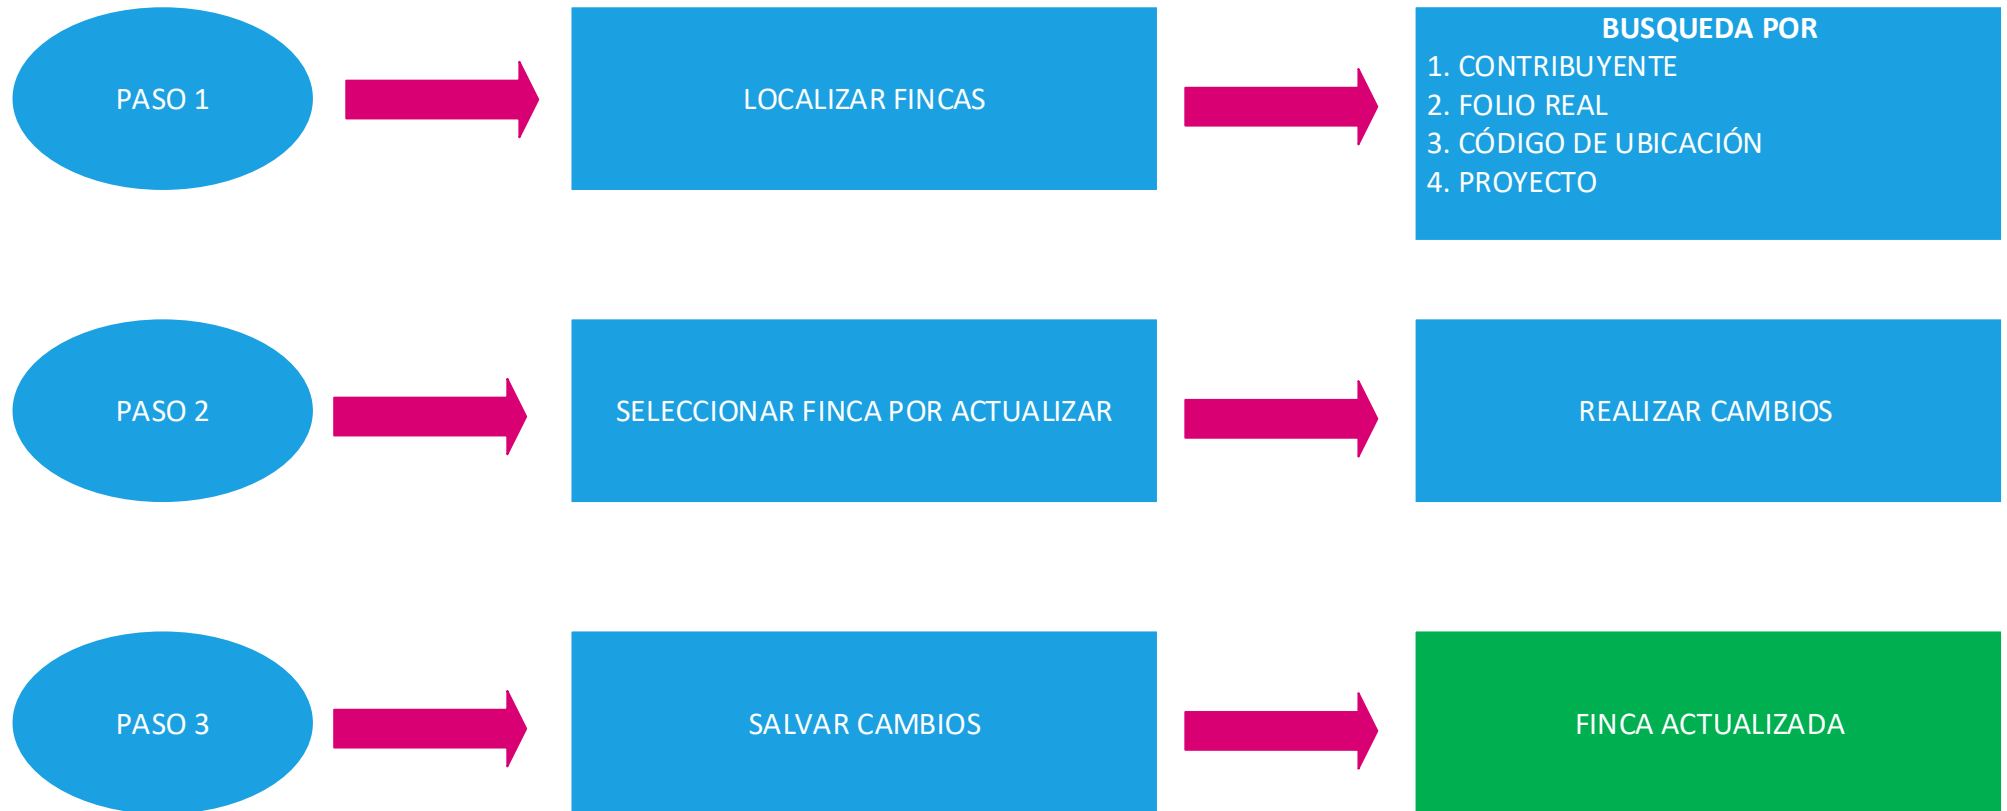 PASO 1
LOCALIZAR FINCAS
BUSQUEDA POR
1. CONTRIBUYENTE
2. FOLIO REAL
3. CÓDIGO DE UBICACIÓN
4. PROYECTO
PASO 2
SELECCIONAR FINCA POR ACTUALIZAR
REALIZAR CAMBIOS
PASO 3
SALVAR CAMBIOS
FINCA ACTUALIZADA